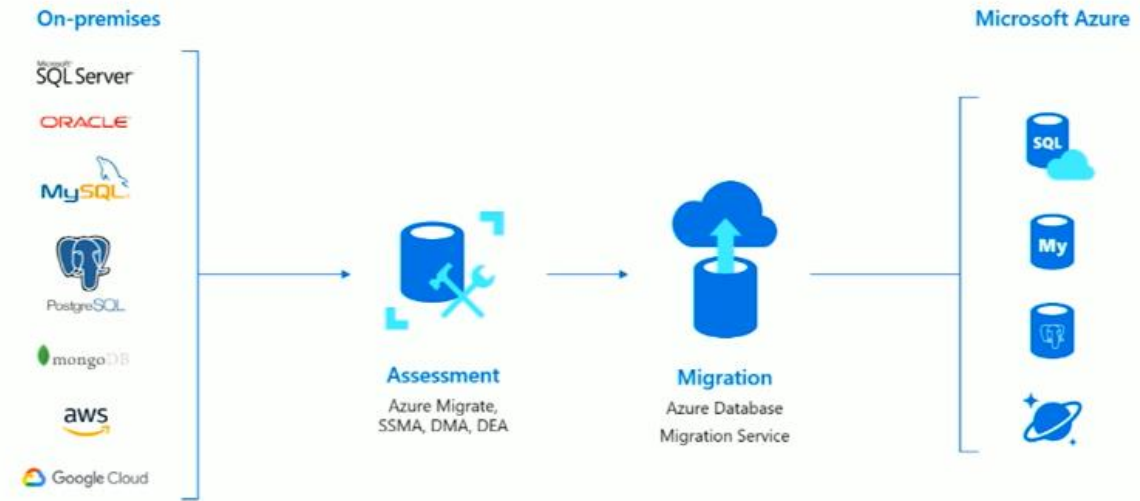 On-premises
Microsoft Azure
Microsoft
SQL Server
ORACLE
MySQL
PostgreSQL
mongoDB
aws
Google Cloud
Assessment
Azure Migrate,
SSMA, DMA, DEA
Migration
Azure Database
Migration Service
SQL
My